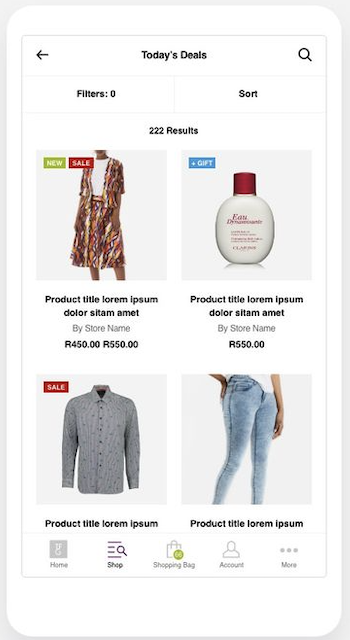 Today's Deals
Filters: 0
Sort
222 Results
NEW SALE
+ GIFT
Eau
Dynamisante
CLARINS
Product title lorem ipsum
dolor sitam amet
By Store Name
R450.00 R550.00
Product title lorem ipsum
dolor sitam amet
By Store Name
R550.00
SALE
Product title lorem ipsum
Product title lorem ipsum
Home
Shop
Shopping Bag
Account
More